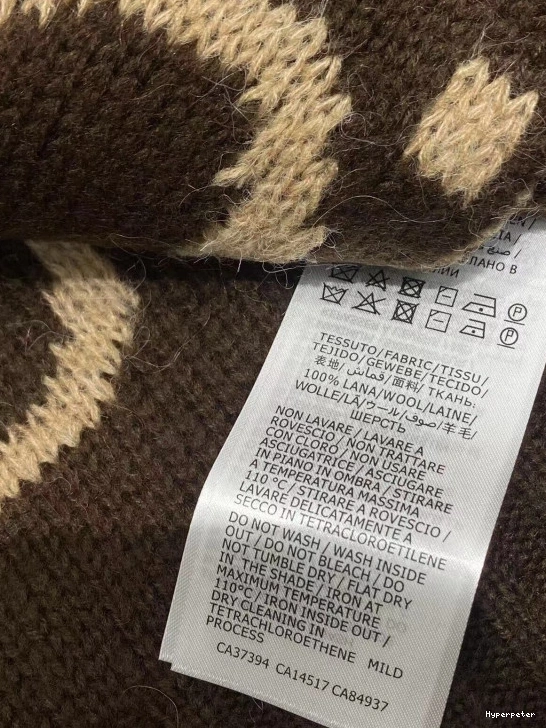 CIA /
صنع
ЛАНО В
ЛИИ
P
P
TESSUTO/FABRIC/TISSU/
TEJIDO/GEWEBE/TECIDO/
表地/ قماش /面料/ ТКАНЬ:
100% LANA/WOOL/LAINE/
WOLLE/LÃ/ウール/صوف/羊毛/
ШЕРСТЬ
NON LAVARE / LAVARE A
ROVESCIO / NON TRATTARE
CON CLORO / NON USARE
ASCIUGATRICE / ASCIUGARE
IN PIANO IN OMBRA / STIRARE
A TEMPERATURA MASSIMA
110 °C / STIRARE A ROVESCIO /
LAVARE DELICATAMENTE A
SECCO IN TETRACLOROETILENE
DO NOT WASH / WASH INSIDE
OUT / DO NOT BLEACH / DO
NOT TUMBLE DRY / FLAT DRY
IN THE SHADE / IRON AT
MAXIMUM TEMPERATURE
110°C / IRON INSIDE OUT /
DRY CLEANING IN
TETRACHLOROETHENE MILD
PROCESS
CA37394 CA14517 CA84937
Hyperpeter